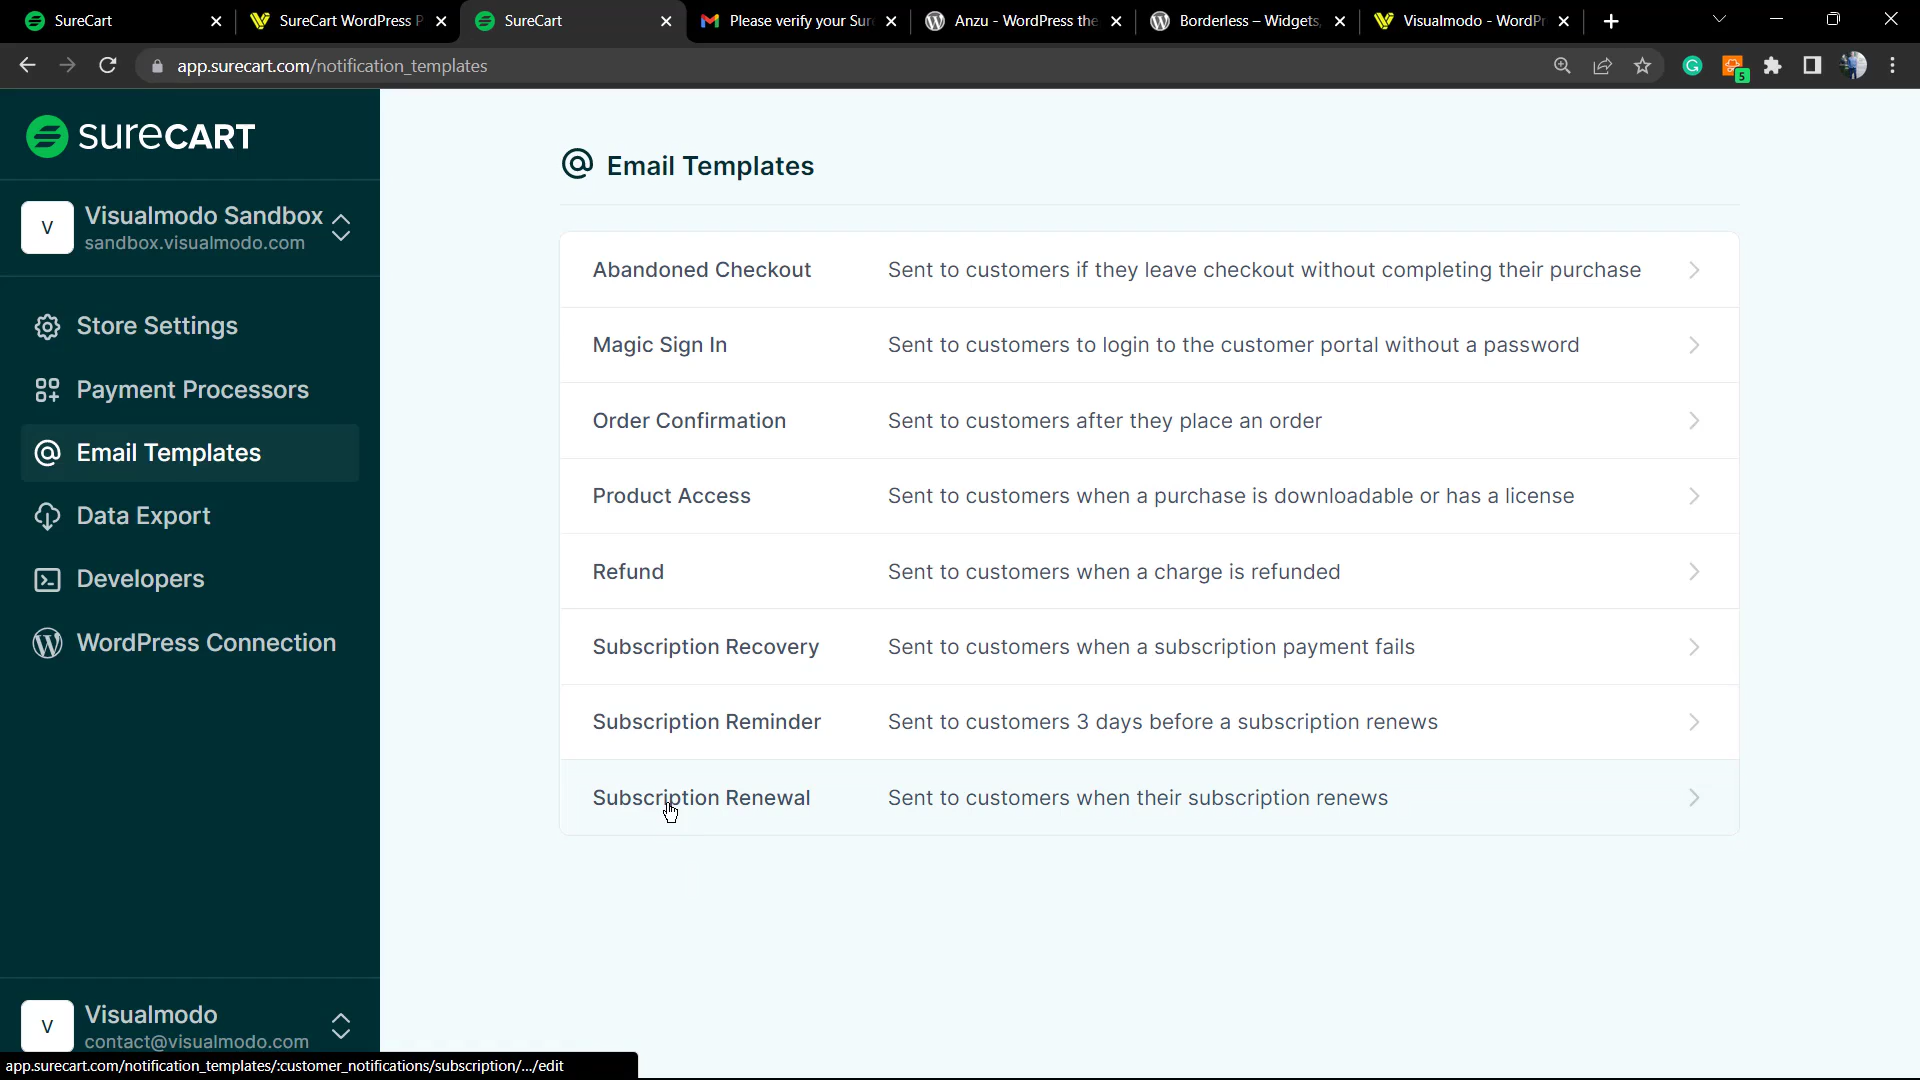 SureCart
SureCart WordPress P
SureCart
Please verify your Sur
Anzu - WordPress the
Borderless – Widgets,
Visualmodo - WordPr
app.surecart.com/notification_templates
5
sureCART
V
Visualmodo Sandbox
sandbox.visualmodo.com
Store Settings
Payment Processors
Email Templates
Data Export
Developers
WordPress Connection
V
Visualmodo
contact@visualmodo.com
Email Templates
Abandoned Checkout Sent to customers if they leave checkout without completing their purchase
Magic Sign In Sent to customers to login to the customer portal without a password
Order Confirmation Sent to customers after they place an order
Product Access Sent to customers when a purchase is downloadable or has a license
Refund Sent to customers when a charge is refunded
Subscription Recovery Sent to customers when a subscription payment fails
Subscription Reminder Sent to customers 3 days before a subscription renews
Subscription Renewal Sent to customers when their subscription renews
app.surecart.com/notification_templates/:customer_notifications/subscription/.../edit